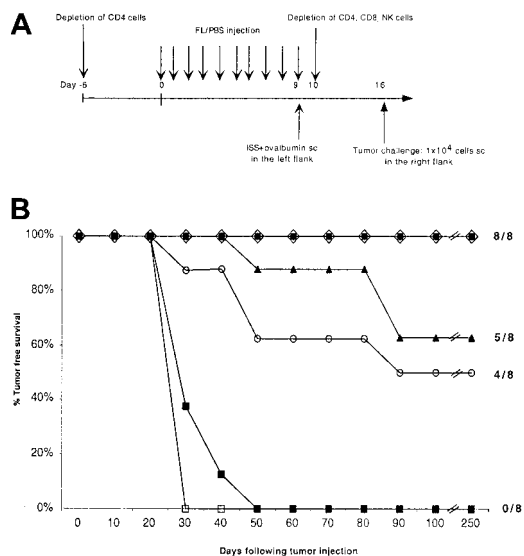 A
Depletion of CD4 cells
FL/PBS injection
Depletion of CD4, CD8, NK cells
Day -5 0 9 10 16
ISS+ovalbumin sc
in the left flank
Tumor challenge: 1x10^4 cells sc
in the right flank
B
% Tumor free survival
100%
80%
60%
40%
20%
0%
8/8
5/8
4/8
0/8
0 10 20 30 40 50 60 70 80 90 100 250
Days following tumor injection